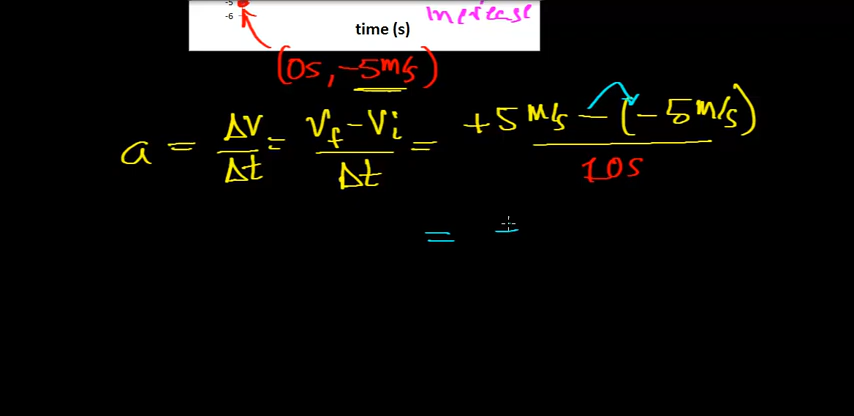 -5
-6
Increase
time (s)
(0s, -5m/s)
a = Δv/Δt = Vf - Vi/Δt = +5 m/s - (-5 m/s)/10s
= +